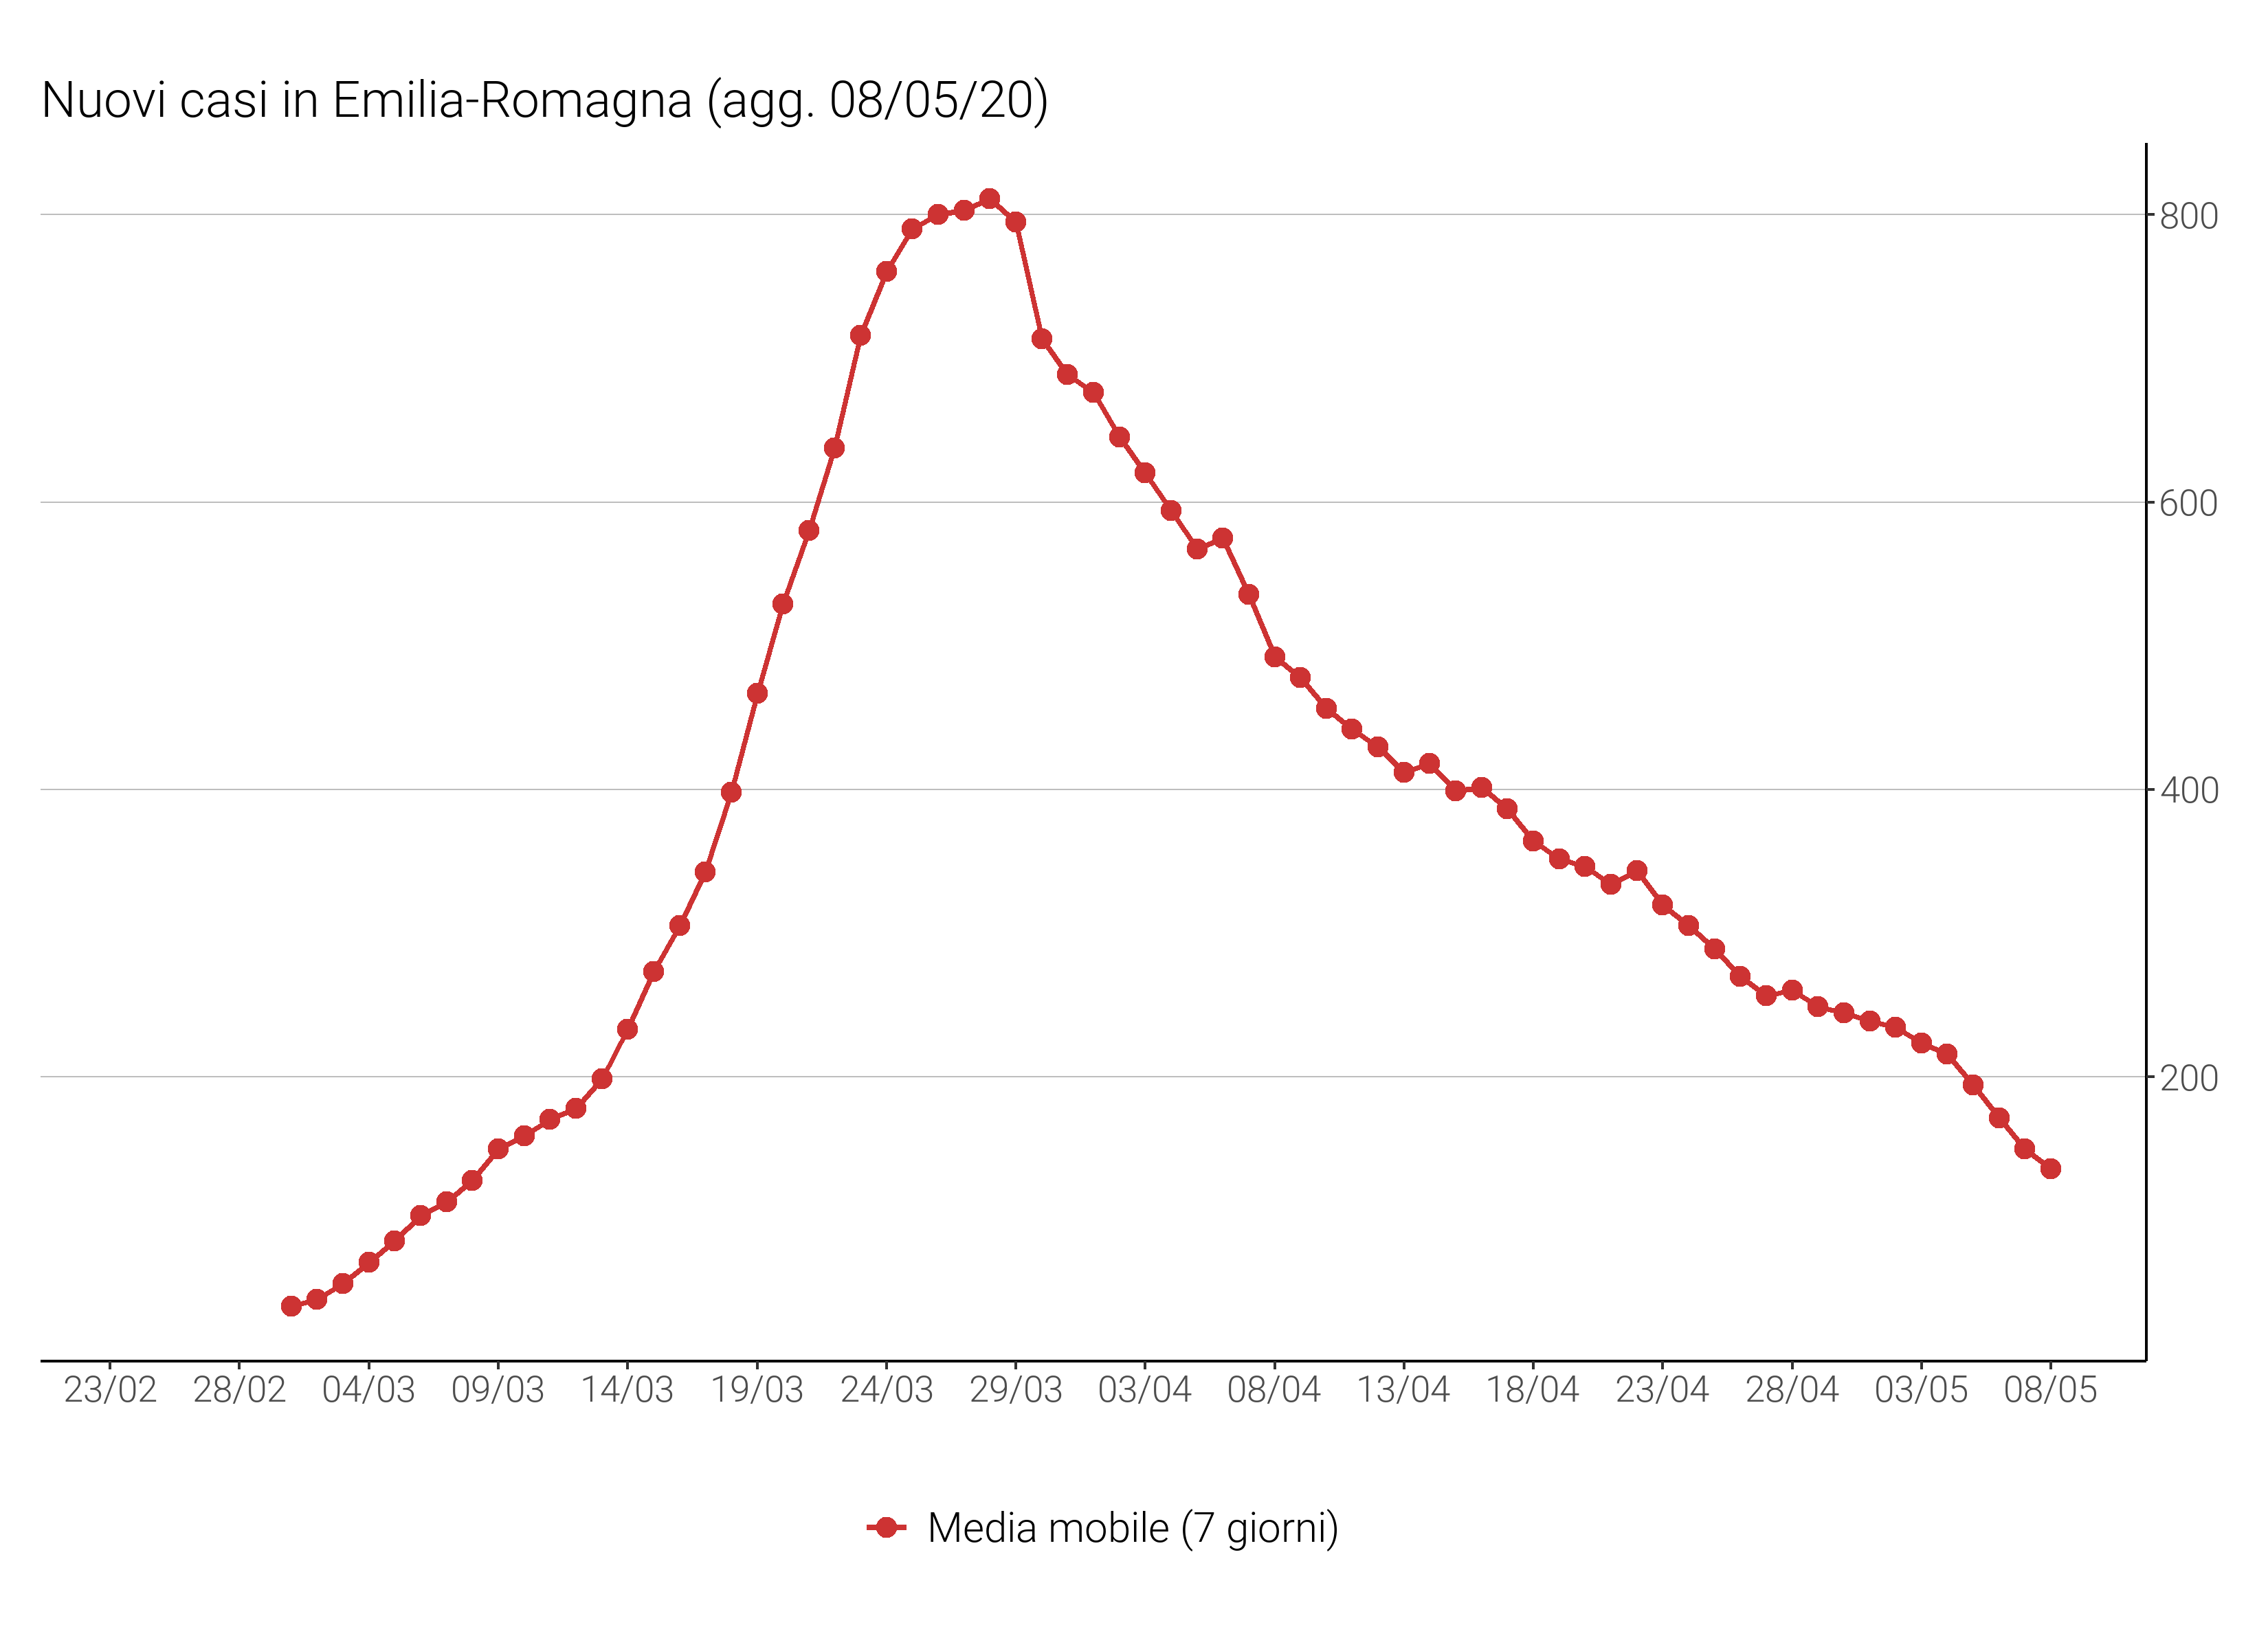 Nuovi casi in Emilia-Romagna (agg. 08/05/20)
800
600
400
200
23/02 28/02 04/03 09/03 14/03 19/03 24/03 29/03 03/04 08/04 13/04 18/04 23/04 28/04 03/05 08/05
Media mobile (7 giorni)